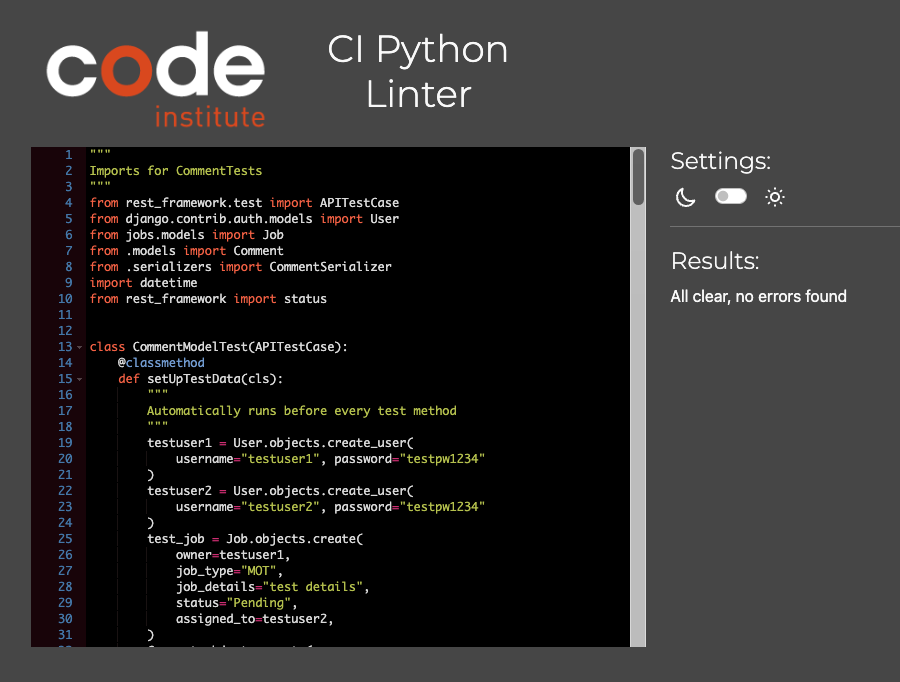 code
institute
CI Python
Linter
1 """
2 Imports for CommentTests
3 """
4 from rest_framework.test import APITestCase
5 from django.contrib.auth.models import User
6 from jobs.models import Job
7 from .models import Comment
8 from .serializers import CommentSerializer
9 import datetime
10 from rest_framework import status
11
12
13 class CommentModelTest(APITestCase):
14     @classmethod
15     def setUpTestData(cls):
16         """
17         Automatically runs before every test method
18         """
19         testuser1 = User.objects.create_user(
20             username="testuser1", password="testpw1234"
21         )
22         testuser2 = User.objects.create_user(
23             username="testuser2", password="testpw1234"
24         )
25         test_job = Job.objects.create(
26             owner=testuser1,
27             job_type="MOT",
28             job_details="test details",
29             status="Pending",
30             assigned_to=testuser2,
31         )
Settings:
Results:
All clear, no errors found